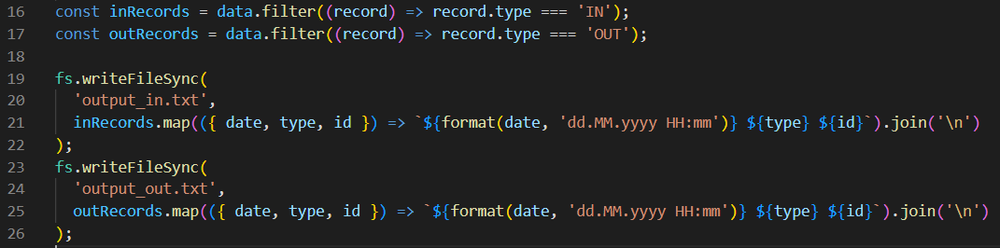 16 const inRecords = data.filter((record) => record.type === 'IN');
17 const outRecords = data.filter((record) => record.type === 'OUT');
18
19 fs.writeFileSync(
20   'output_in.txt',
21   inRecords.map(({ date, type, id }) => `${format(date, 'dd.MM.yyyy HH:mm')} ${type} ${id}`).join('\n')
22 );
23 fs.writeFileSync(
24   'output_out.txt',
25   outRecords.map(({ date, type, id }) => `${format(date, 'dd.MM.yyyy HH:mm')} ${type} ${id}`).join('\n')
26 );